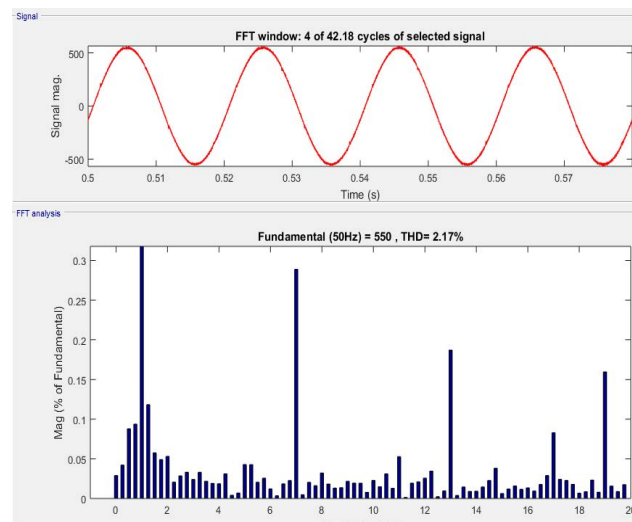 Signal
FFT window: 4 of 42.18 cycles of selected signal
500
0
-500
Signal mag.
0.5 0.51 0.52 0.53 0.54 0.55 0.56 0.57
Time (s)
FFT analysis
Fundamental (50Hz) = 550 , THD= 2.17%
0.3
0.25
0.2
0.15
0.1
0.05
0
Mag (% of Fundamental)
0 2 4 6 8 10 12 14 16 18 20